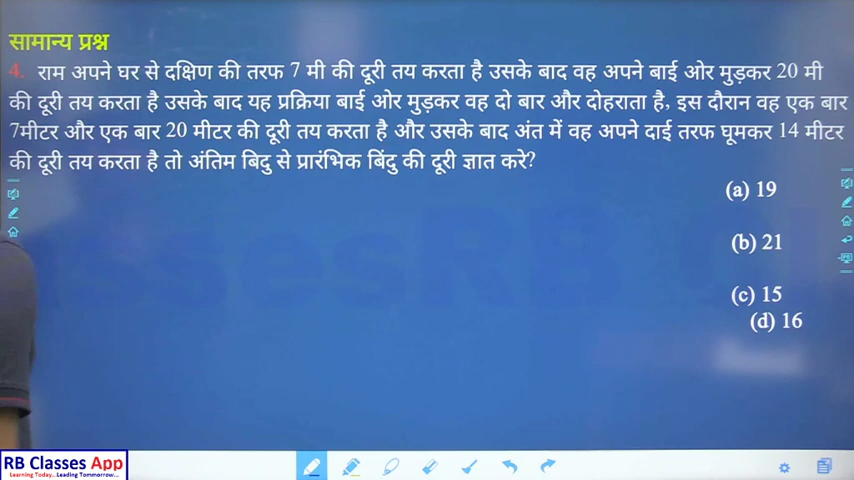 सामान्य प्रश्न
4. राम अपने घर से दक्षिण की तरफ 7 मी की दूरी तय करता है उसके बाद वह अपने बाई ओर मुड़कर 20 मी
की दूरी तय करता है उसके बाद यह प्रक्रिया बाई ओर मुड़कर वह दो बार और दोहराता है, इस दौरान वह एक बार
7मीटर और एक बार 20 मीटर की दूरी तय करता है और उसके बाद अंत में वह अपने दाई तरफ घूमकर 14 मीटर
की दूरी तय करता है तो अंतिम बिदु से प्रारंभिक बिंदु की दूरी ज्ञात करे?
(a) 19
(b) 21
(c) 15
(d) 16
RB Classes App
Learning Today...Leading Tommorrow...